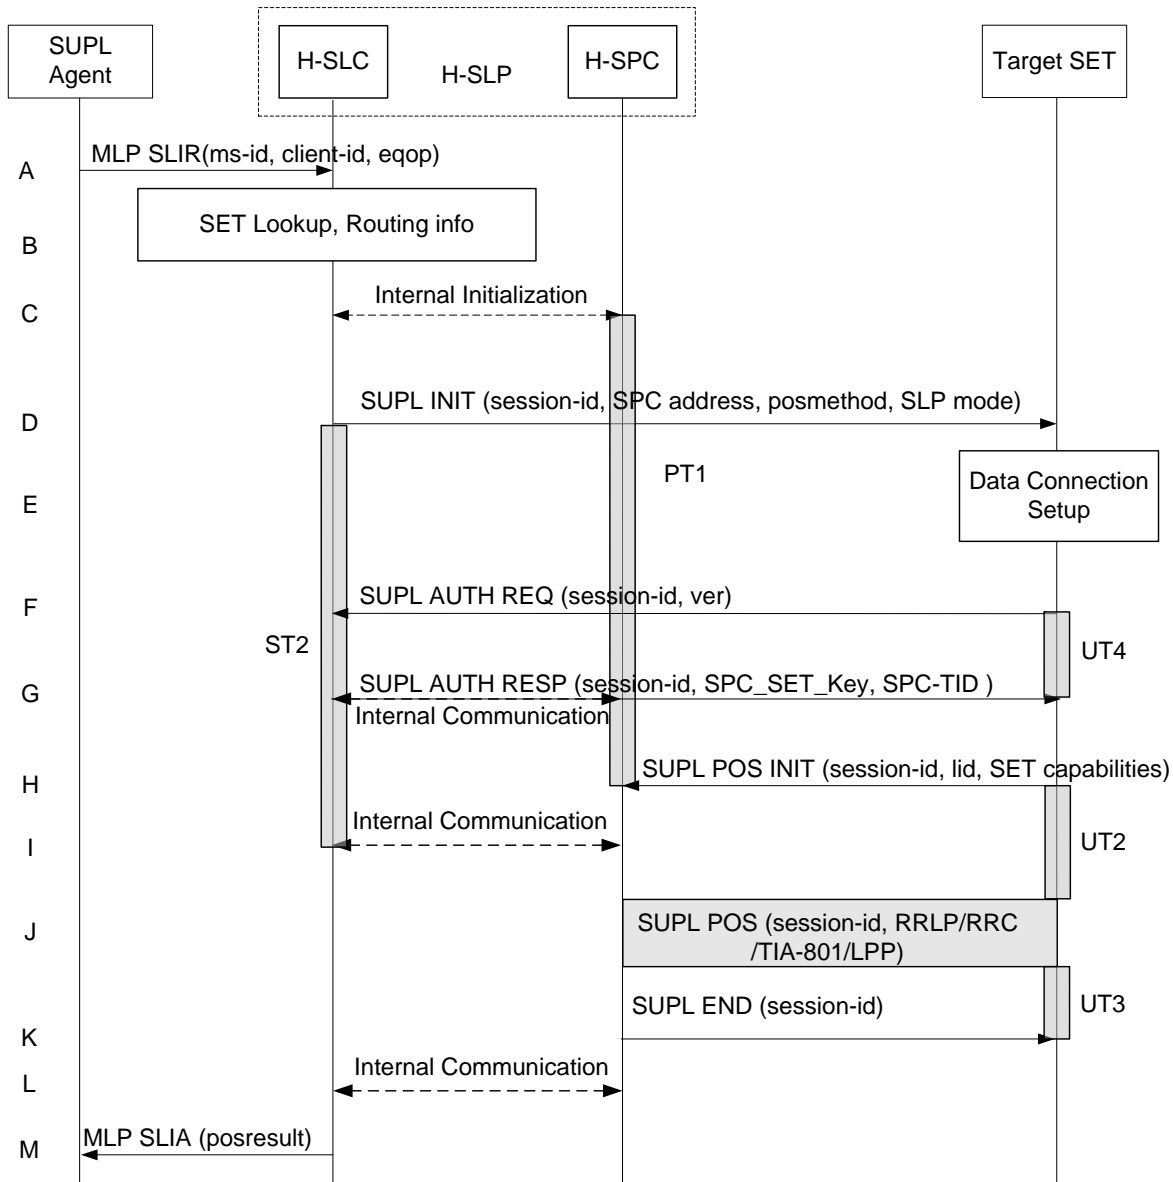 SUPL
Agent
H-SLC
H-SLP
H-SPC
Target SET
A
MLP SLIR(ms-id, client-id, eqop)
B
SET Lookup, Routing info
C
Internal Initialization
D
SUPL INIT (session-id, SPC address, posmethod, SLP mode)
PT1
E
Data Connection
Setup
F
SUPL AUTH REQ (session-id, ver)
ST2
UT4
G
SUPL AUTH RESP (session-id, SPC_SET_Key, SPC-TID )
Internal Communication
H
SUPL POS INIT (session-id, lid, SET capabilities)
I
Internal Communication
UT2
J
SUPL POS (session-id, RRLP/RRC
/TIA-801/LPP)
UT3
K
SUPL END (session-id)
L
Internal Communication
M
MLP SLIA (posresult)